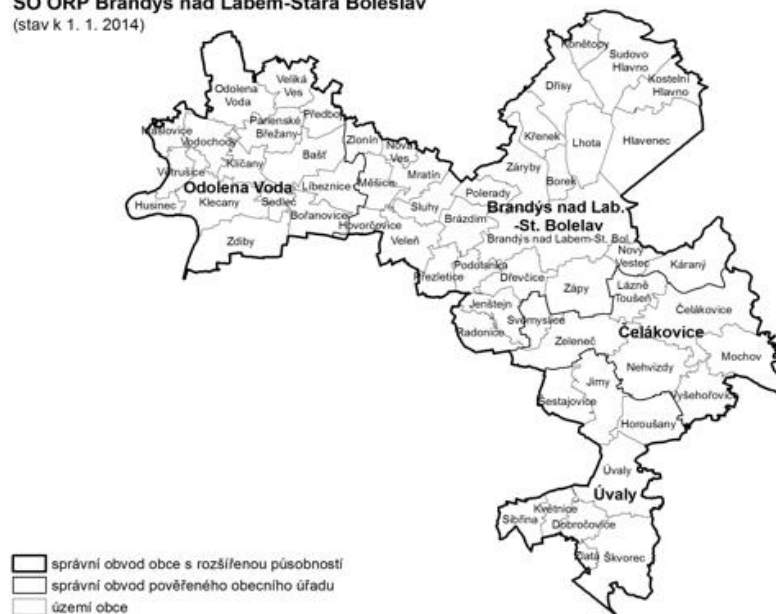 SO ORP Brandýs nad Labem-Stará Boleslav
(stav k 1. 1. 2014)
Konětopy
Sudovo
Hlavno
Kostelní
Hlavno
Dřísy
Křenek
Lhota
Hlavenec
Záryby
Borek
Veliká
Ves
Odolena
Voda
Předboj
Panenské
Břežany
Máslovice
Vodochody
Zlonín
Nová
Ves
Bašť
Větrušice
Klíčany
Mratín
Měšice
Odolena Voda
Líbeznice
Husinec
Klecany
Sedlec
Bořanovice
Hovorčovice
Zdiby
Sluhy
Polerady
Brázdim
Veleň
Brandýs nad Lab.
-St. Bolelav
Brandýs nad Labem-St. Bol.
Nový
Vestec
Káraný
Přezletice
Podolanka
Dřevčice
Zápy
Lázně
Toušeň
Čelákovice
Jenštejn
Svémyslice
Radonice
Zeleneč
Čelákovice
Mochov
Nehvizdy
Jirny
Šestajovice
Vyšehořovice
Horoušany
Úvaly
Úvaly
Květnice
Sibřina
Dobročovice
Zlatá
Škvorec
správní obvod obce s rozšířenou působností
správní obvod pověřeného obecního úřadu
území obce